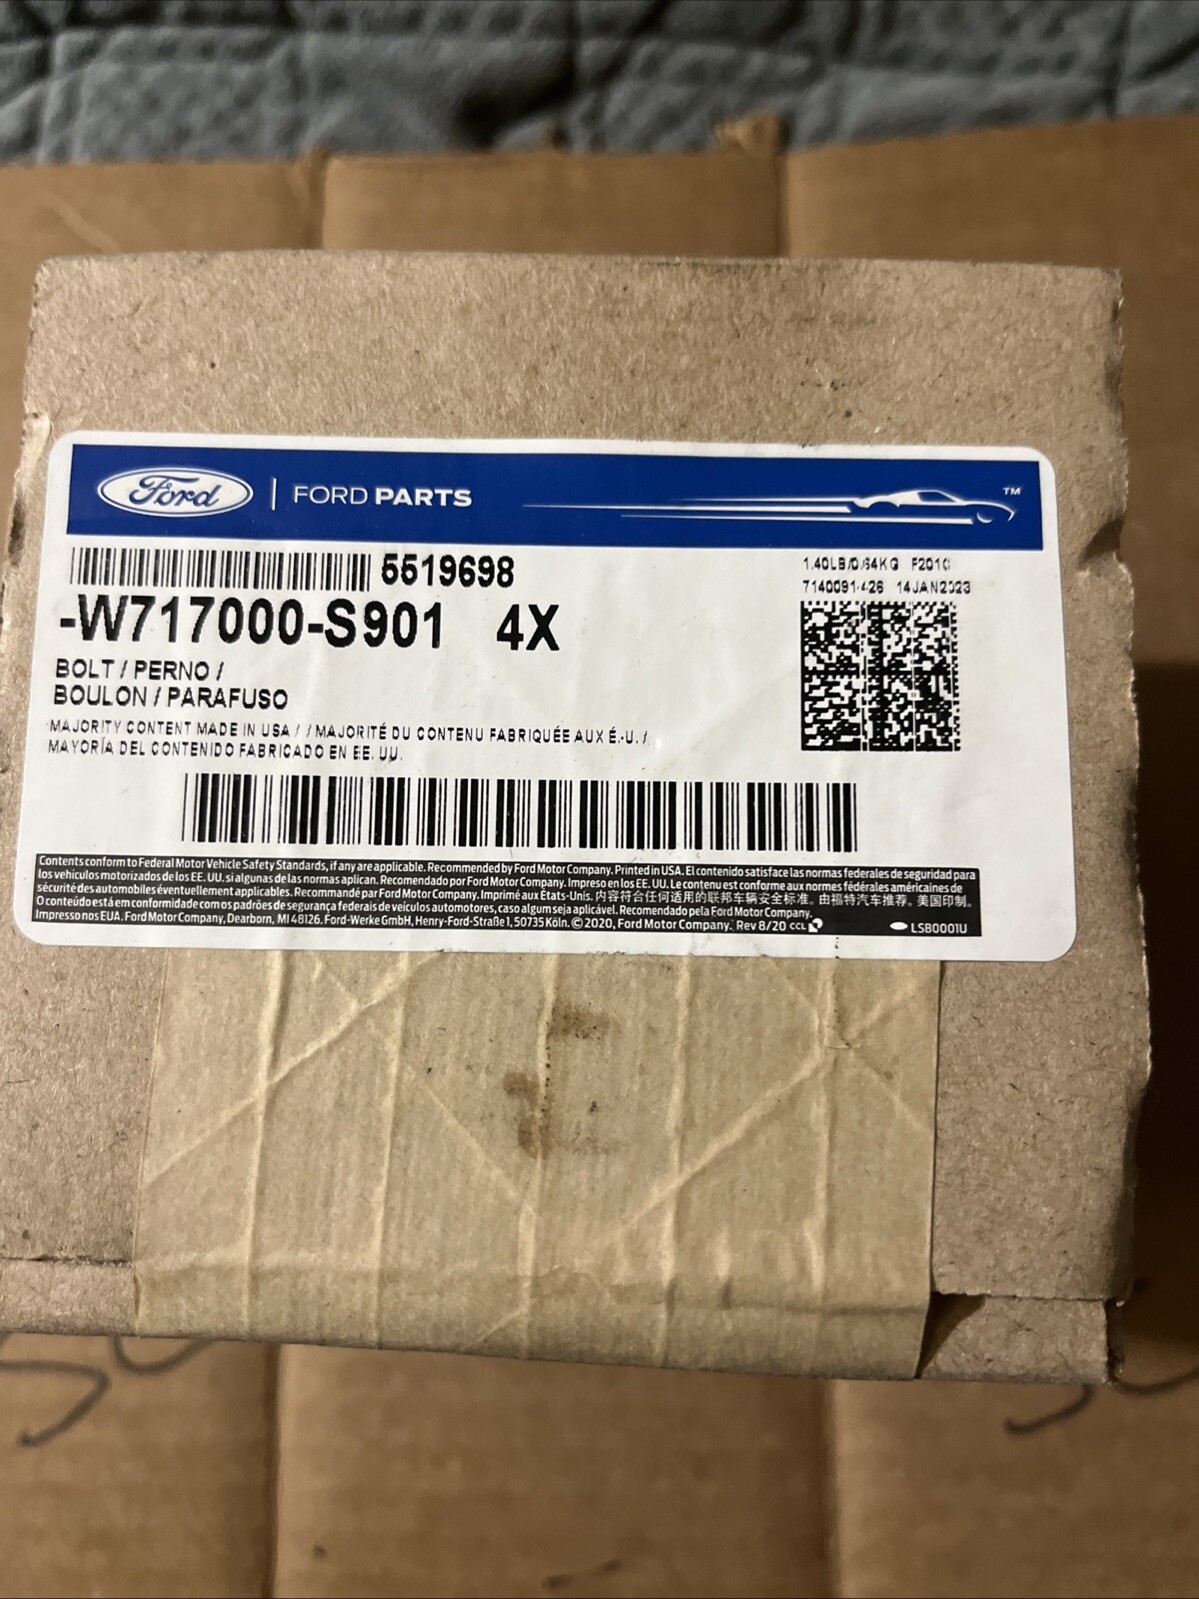 Ford | FORD PARTS
TM
5519698
1.40LB/0.64KG F201
14JAN2023
-W717000-S901 4X
BOLT / PERNO /
BOULON / PARAFUSO
MAJORITY CONTENT MADE IN USA / / MAJORITÉ DU CONTENU FABRIQUÉE AUX É.-U. /
MAYORÍA DEL CONTENIDO FABRICADO EN EE. UU.
Contents conform to Federal Motor Vehicle Safety Standards, if any are applicable. Recommended by Ford Motor Company. Printed in USA. El contenido satisface las normas federales de seguridad para
los vehículos motorizados de los EE. UU. si algunas de las normas aplican. Recomendado por Ford Motor Company. Impreso en los EE. UU. Le contenu est conforme aux normes fédérales américaines de
sécurité des automobiles éventuellement applicables. Recommandé par Ford Motor Company. Imprimé aux États-Unis. 内容符合任何适用的联邦车辆安全标准。由福特汽车推荐。美国印制。
O conteúdo está em conformidade com os padrões de segurança federais de veículos automotores, caso algum seja aplicável. Recomendado pela Ford Motor Company.
Impresso nos EUA. Ford Motor Company, Dearborn, MI 48126. Ford-Werke GmbH, Henry-Ford-Straße 1, 50735 Köln. © 2020, Ford Motor Company. Rev 8/20 CCL
LSB0001U